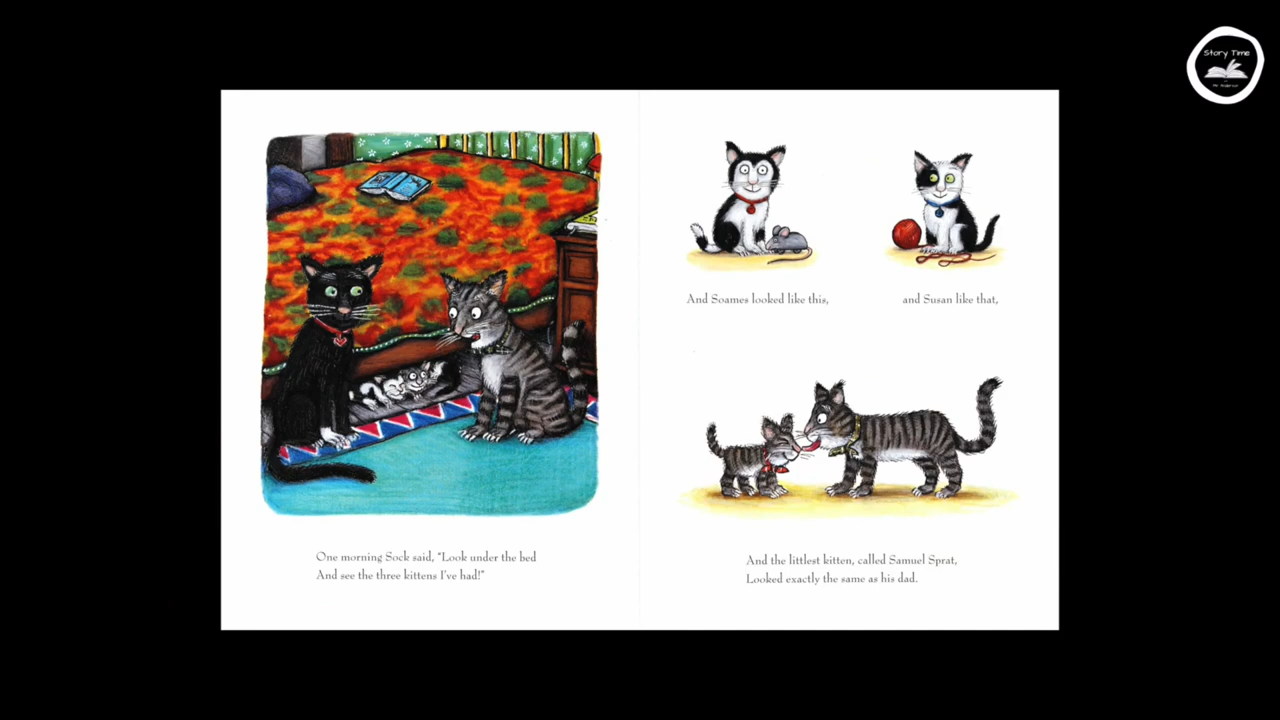 Story Time
One morning Sock said, “Look under the bed
And see the three kittens I’ve had!”
And Soames looked like this,
and Susan like that,
And the littlest kitten, called Samuel Sprat,
Looked exactly the same as his dad.